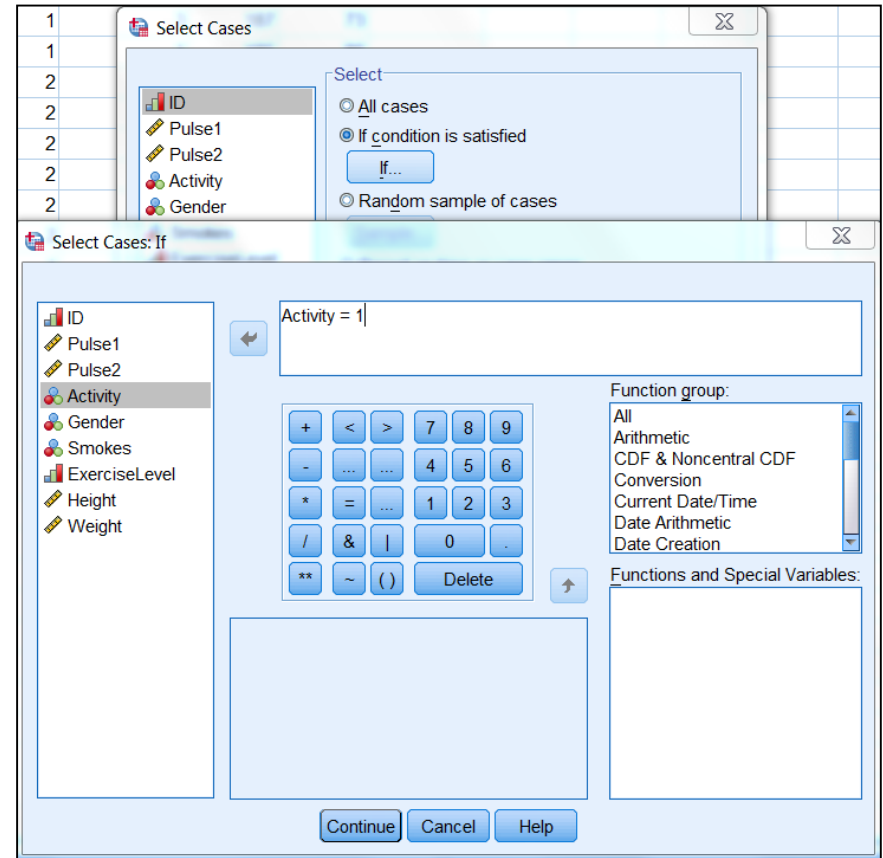 1
1
2
2
2
2
2
Select Cases
Select
ID
Pulse1
Pulse2
Activity
Gender
All cases
If condition is satisfied
If...
Random sample of cases
Select Cases: If
ID
Pulse1
Pulse2
Activity
Gender
Smokes
ExerciseLevel
Height
Weight
Activity = 1
+ < > 7 8 9
- ... ... 4 5 6
* = ... 1 2 3
/ & | 0 .
** ~ ( ) Delete
Function group:
All
Arithmetic
CDF & Noncentral CDF
Conversion
Current Date/Time
Date Arithmetic
Date Creation
Functions and Special Variables:
Continue Cancel Help